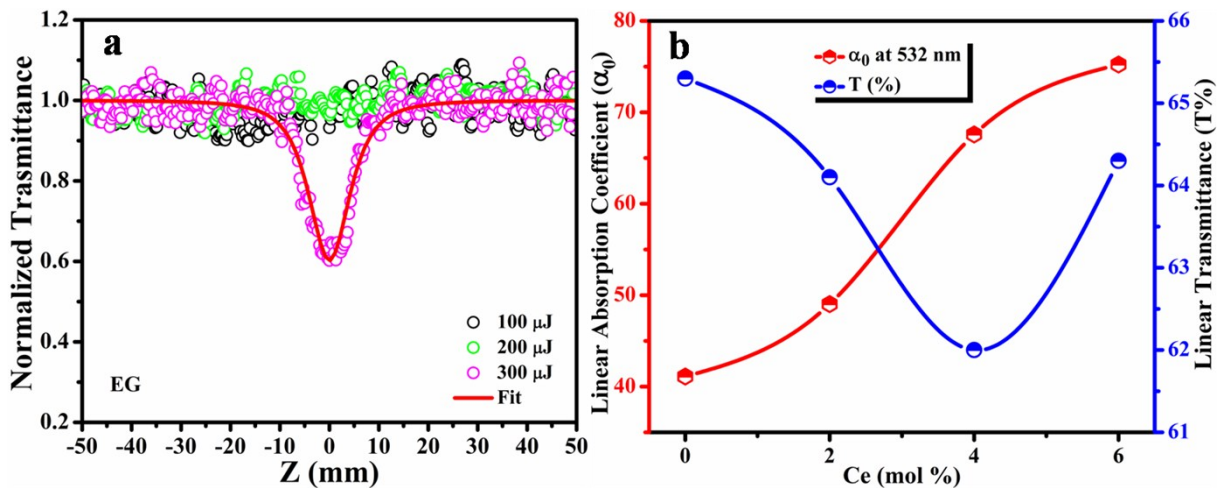 a
Normalized Trasmittance
1.2
1.0
0.8
0.6
0.4
0.2
EG
100 μJ
200 μJ
300 μJ
Fit
-50 -40 -30 -20 -10 0 10 20 30 40 50
Z (mm)
b
Linear Absorption Coefficient (α0)
80
70
60
50
40
α0 at 532 nm
T (%)
0 2 4 6
Ce (mol %)
66
65
64
63
62
61
Linear Transmittance (T%)